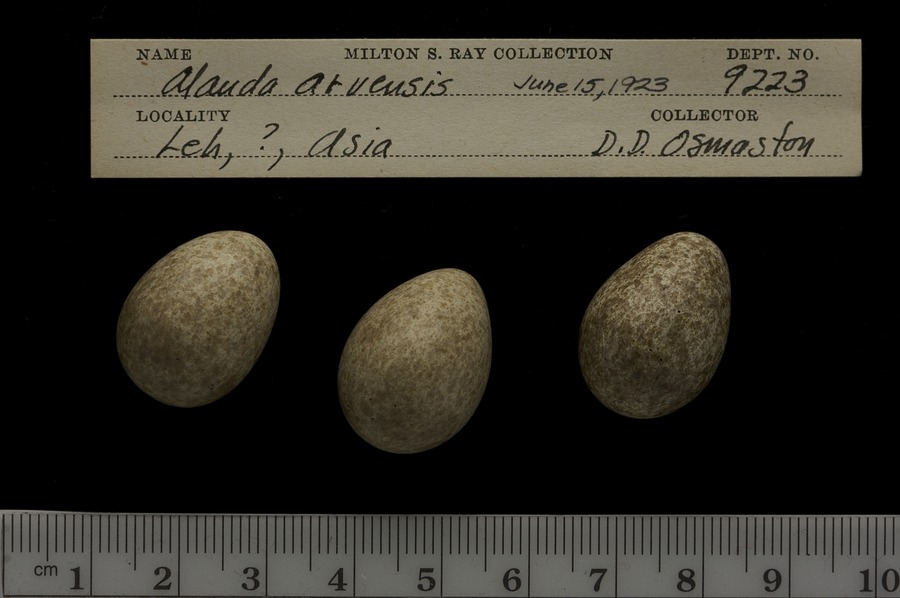 NAME MILTON S. RAY COLLECTION DEPT. NO.
Alauda arvensis June 15, 1923 9223
LOCALITY COLLECTOR
Leh, ?, Asia D.D. Osmaston
cm 1 2 3 4 5 6 7 8 9 10